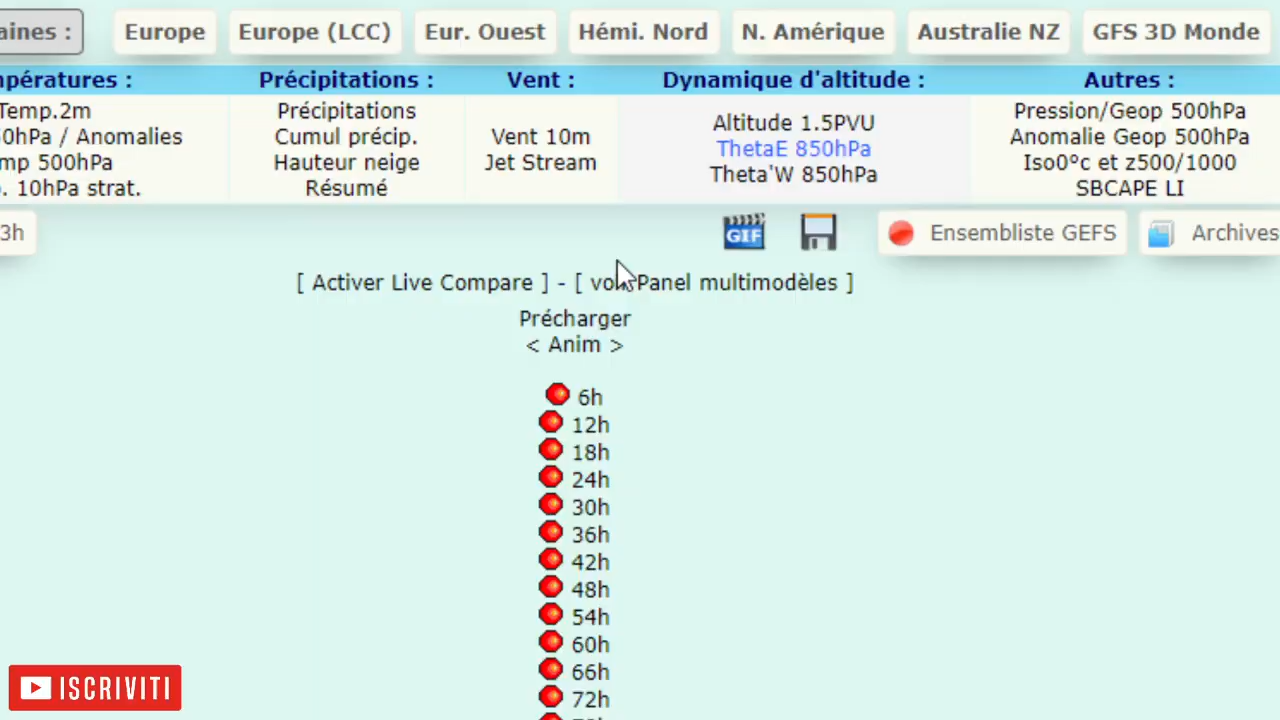 aines :
Europe
Europe (LCC)
Eur. Ouest
Hémi. Nord
N. Amérique
Australie NZ
GFS 3D Monde
pératures :
Temp.2m
0hPa / Anomalies
mp 500hPa
. 10hPa strat.
Précipitations :
Précipitations
Cumul précip.
Hauteur neige
Résumé
Vent :
Vent 10m
Jet Stream
Dynamique d'altitude :
Altitude 1.5PVU
ThetaE 850hPa
Theta'W 850hPa
Autres :
Pression/Geop 500hPa
Anomalie Geop 500hPa
Iso0°c et z500/1000
SBCAPE LI
3h
GIF
Ensembliste GEFS
Archives
[ Activer Live Compare ] - [ voi Panel multimodèles ]
Précharger
< Anim >
6h
12h
18h
24h
30h
36h
42h
48h
54h
60h
66h
72h
ISCRIVITI